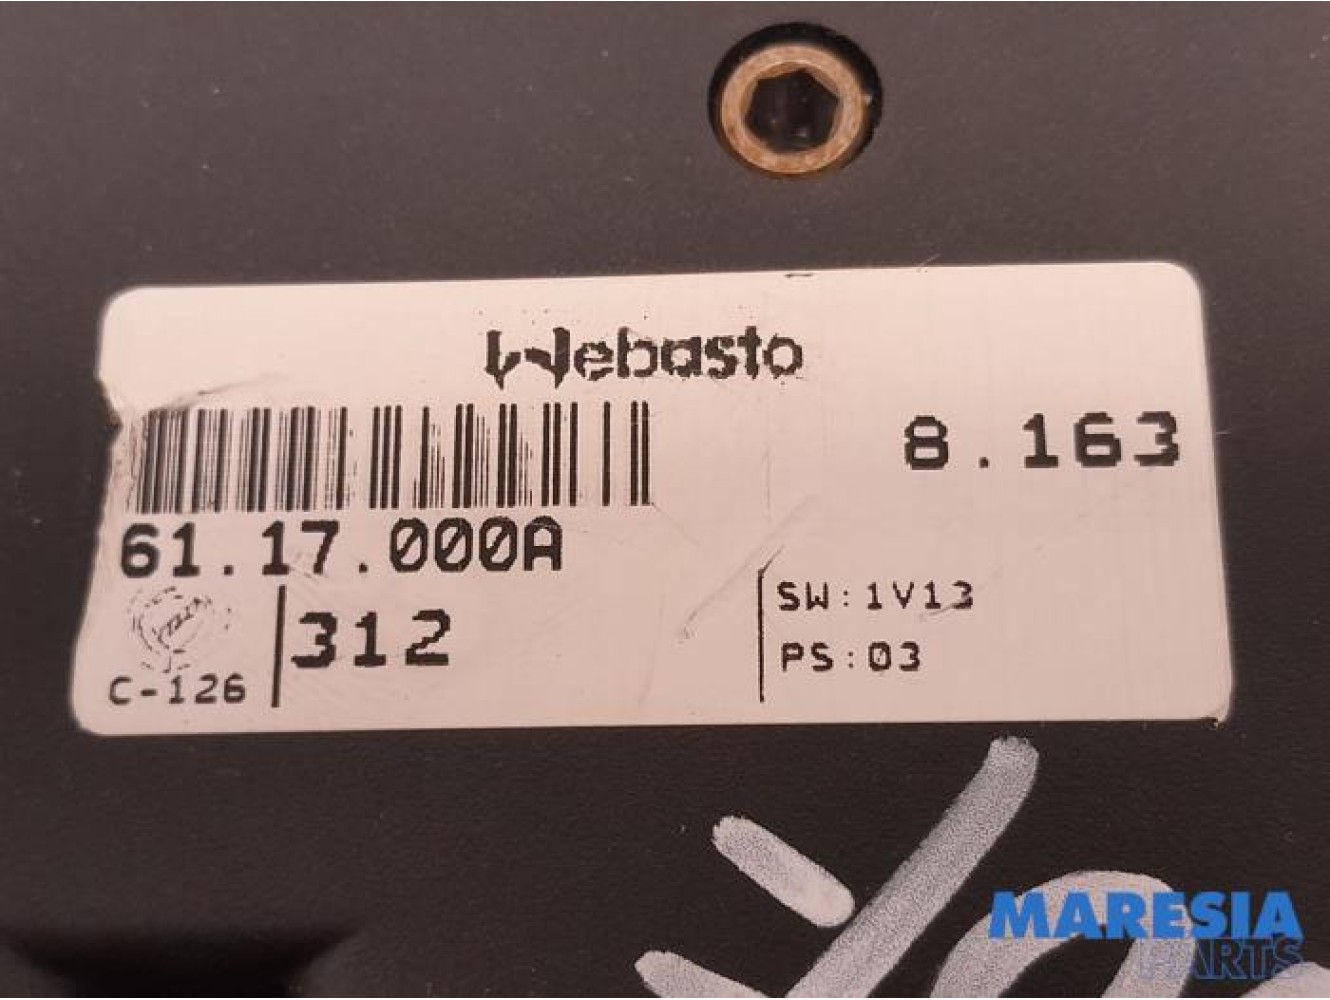 Webasto
8.163
61.17.000A
312
SW:1V13
PS:03
C-126
MARESIA
PARTS